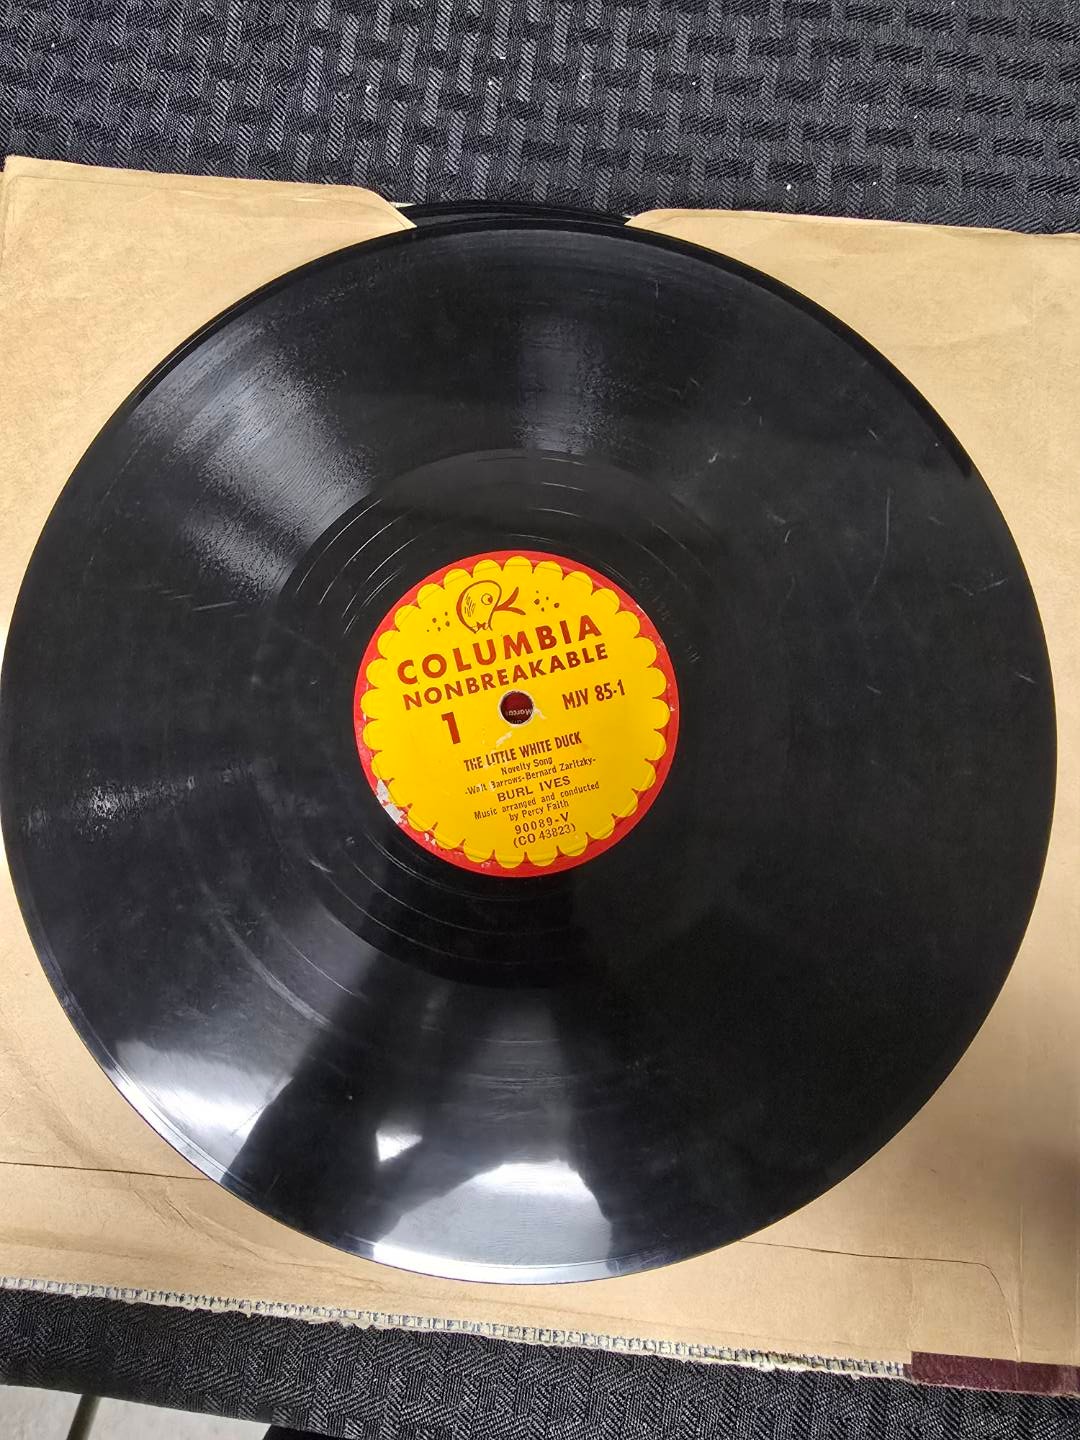 COLUMBIA
NONBREAKABLE
1
MJV 85-1
THE LITTLE WHITE DUCK
Novelty Song
-Walt Barrows-Bernard Zaritzky-
BURL IVES
Music arranged and conducted
by Percy Faith
90089-V
(CO 43823)